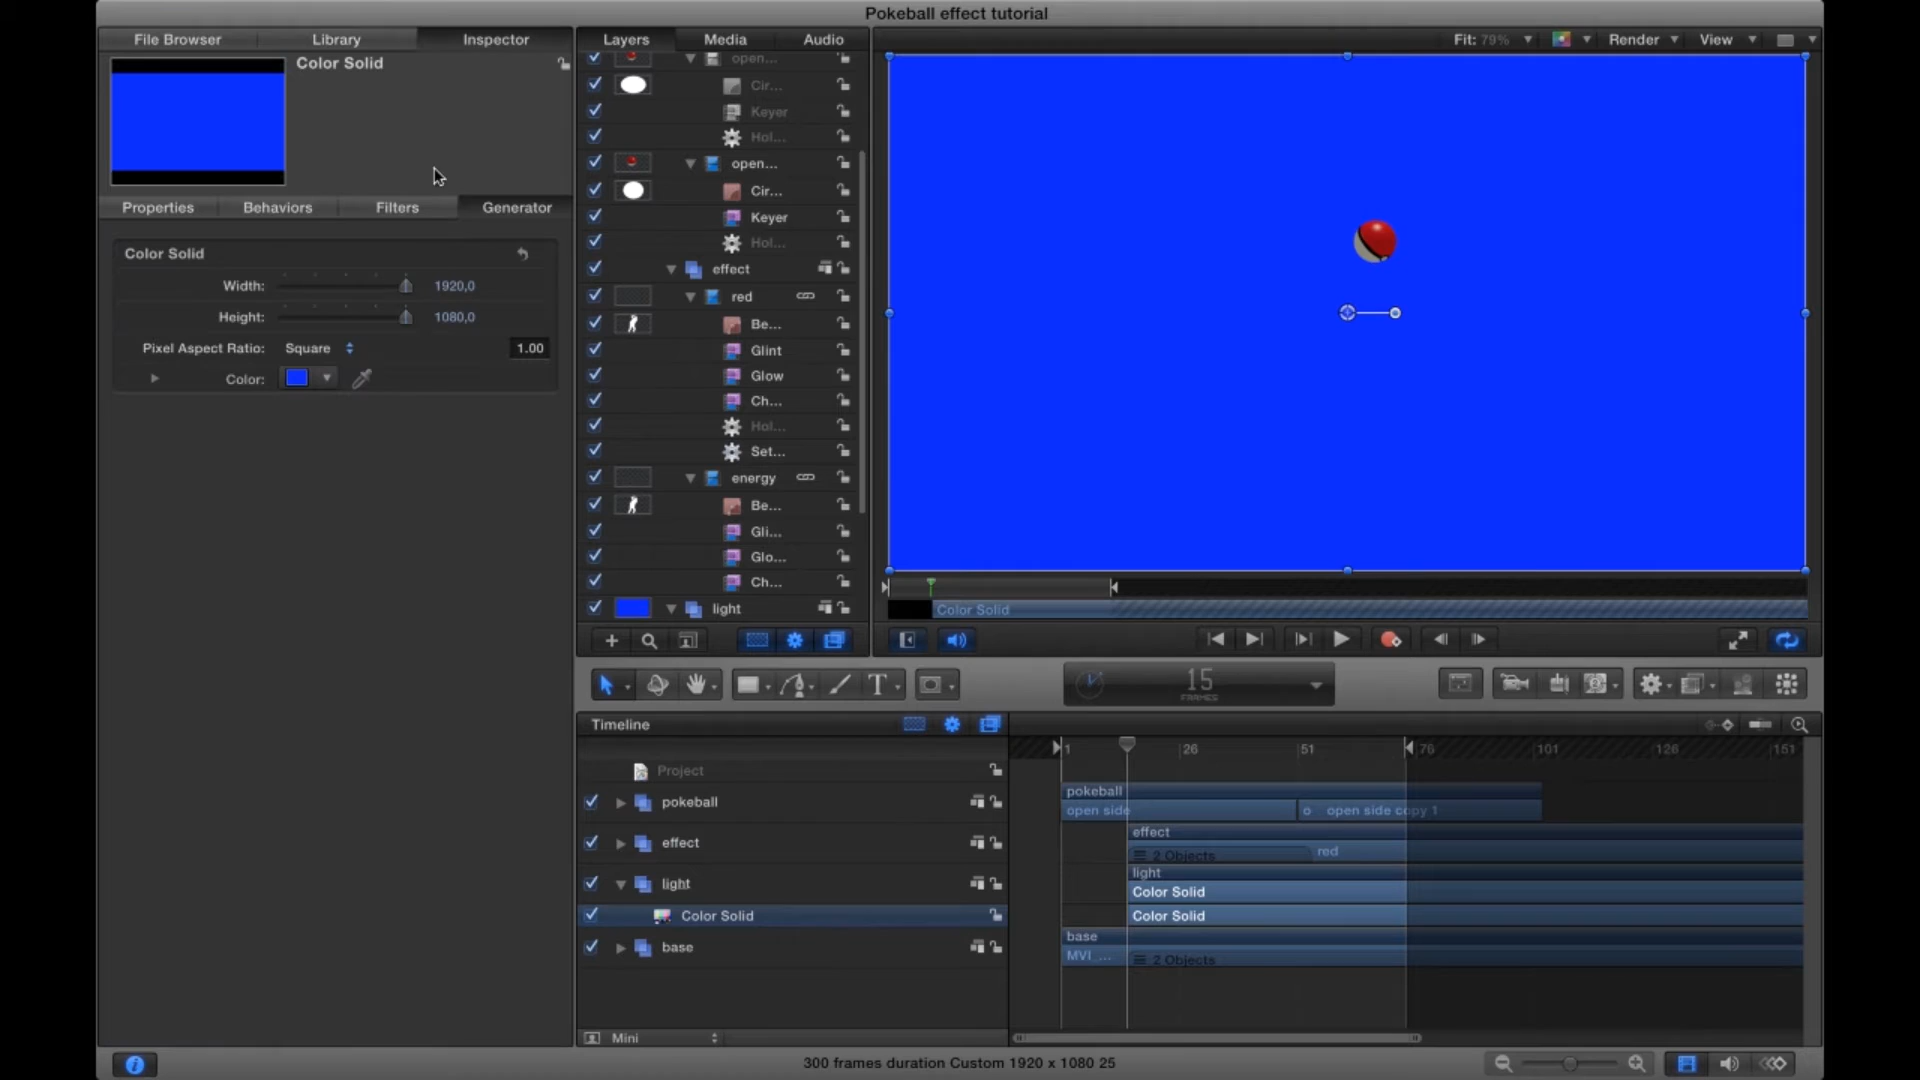 Pokeball effect tutorial
File Browser
Library
Inspector
Color Solid
Properties
Behaviors
Filters
Generator
Color Solid
Width:
1920,0
Height:
1080,0
Pixel Aspect Ratio:
Square
1.00
Color:
Layers
Media
Audio
open...
Cir...
Keyer
Hol...
open...
Cir...
Keyer
Hol...
effect
red
Be...
Glint
Glow
Ch...
Hol...
Set...
energy
Be...
Gli...
Glo...
Ch...
light
Fit: 79%
Render
View
Color Solid
T
15
FRAMES
Timeline
1
26
51
76
101
126
151
Project
pokeball
effect
light
Color Solid
base
pokeball
open side
o
open side copy 1
effect
2 Objects
red
light
Color Solid
Color Solid
base
MVI_...
2 Objects
Mini
300 frames duration Custom 1920 x 1080 25